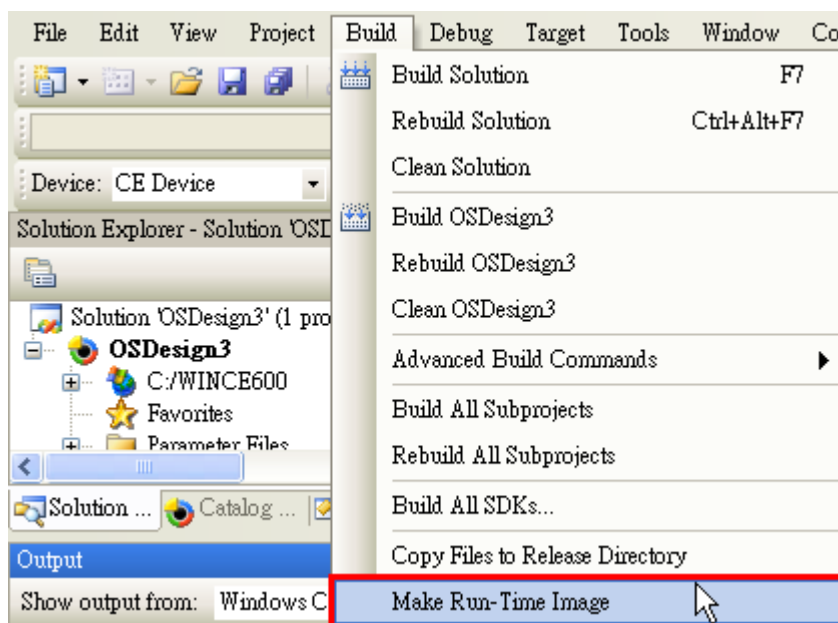 File Edit View Project Build Debug Target Tools Window Co
Build Solution F7
Rebuild Solution Ctrl+Alt+F7
Clean Solution
Device: CE Device
Build OSDesign3
Solution Explorer - Solution 'OSD
Rebuild OSDesign3
Clean OSDesign3
Solution 'OSDesign3' (1 pro
OSDesign3
Advanced Build Commands
C:/WINCE600
Build All Subprojects
Favorites
Parameter Files
Rebuild All Subprojects
Solution ... Catalog ...
Build All SDKs...
Output
Copy Files to Release Directory
Show output from: Windows C
Make Run-Time Image